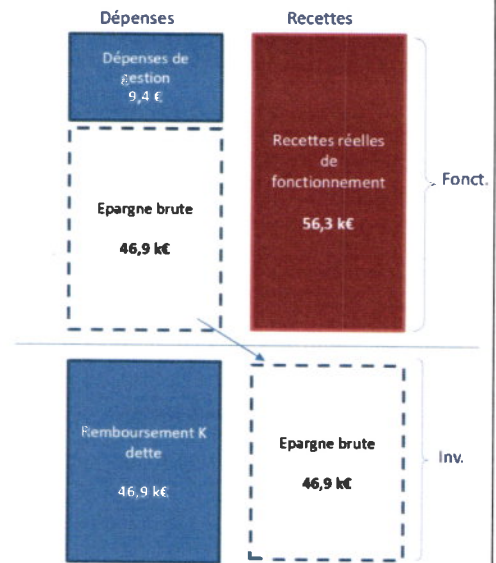 Dépenses
Recettes
Dépenses de
gestion
9,4 €
Epargne brute
46,9 k€
Recettes réelles
de
fonctionnement
56,3 k€
Fonct.
Remboursement K
dette
46,9 k€
Epargne brute
46,9 k€
Inv.